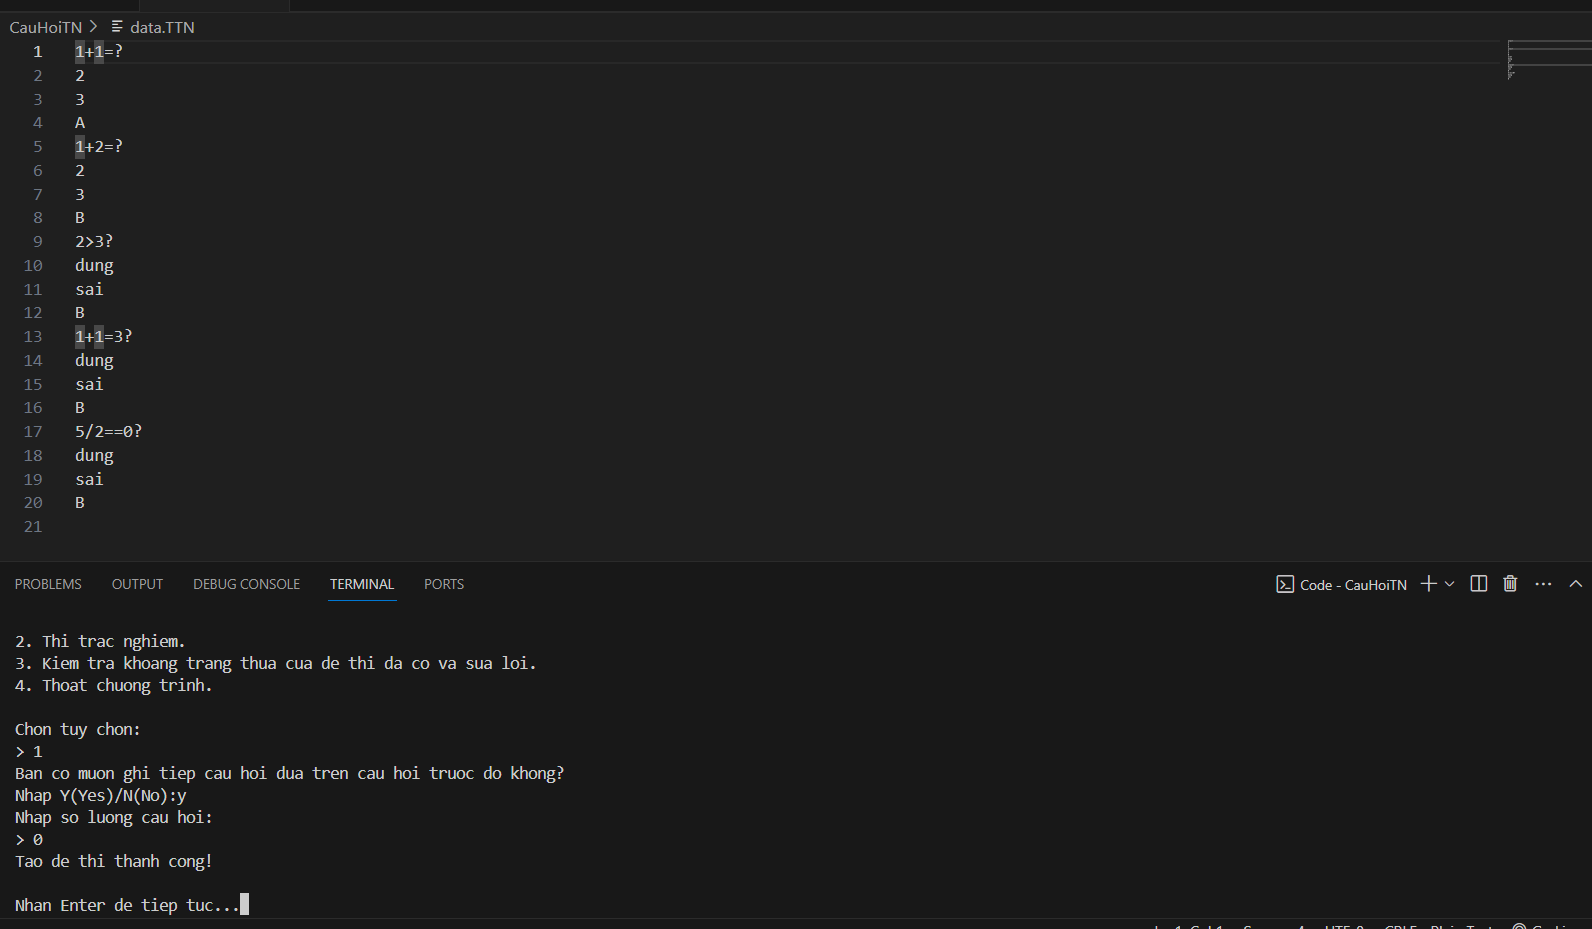 CauHoiTN > data.TTN
1 1+1=?
2 2
3 3
4 A
5 1+2=?
6 2
7 3
8 B
9 2>3?
10 dung
11 sai
12 B
13 1+1=3?
14 dung
15 sai
16 B
17 5/2==0?
18 dung
19 sai
20 B
21
PROBLEMS OUTPUT DEBUG CONSOLE TERMINAL PORTS Code - CauHoiTN
2. Thi trac nghiem.
3. Kiem tra khoang trang thua cua de thi da co va sua loi.
4. Thoat chuong trinh.
Chon tuy chon:
> 1
Ban co muon ghi tiep cau hoi dua tren cau hoi truoc do khong?
Nhap Y(Yes)/N(No):y
Nhap so luong cau hoi:
> 0
Tao de thi thanh cong!
Nhan Enter de tiep tuc...